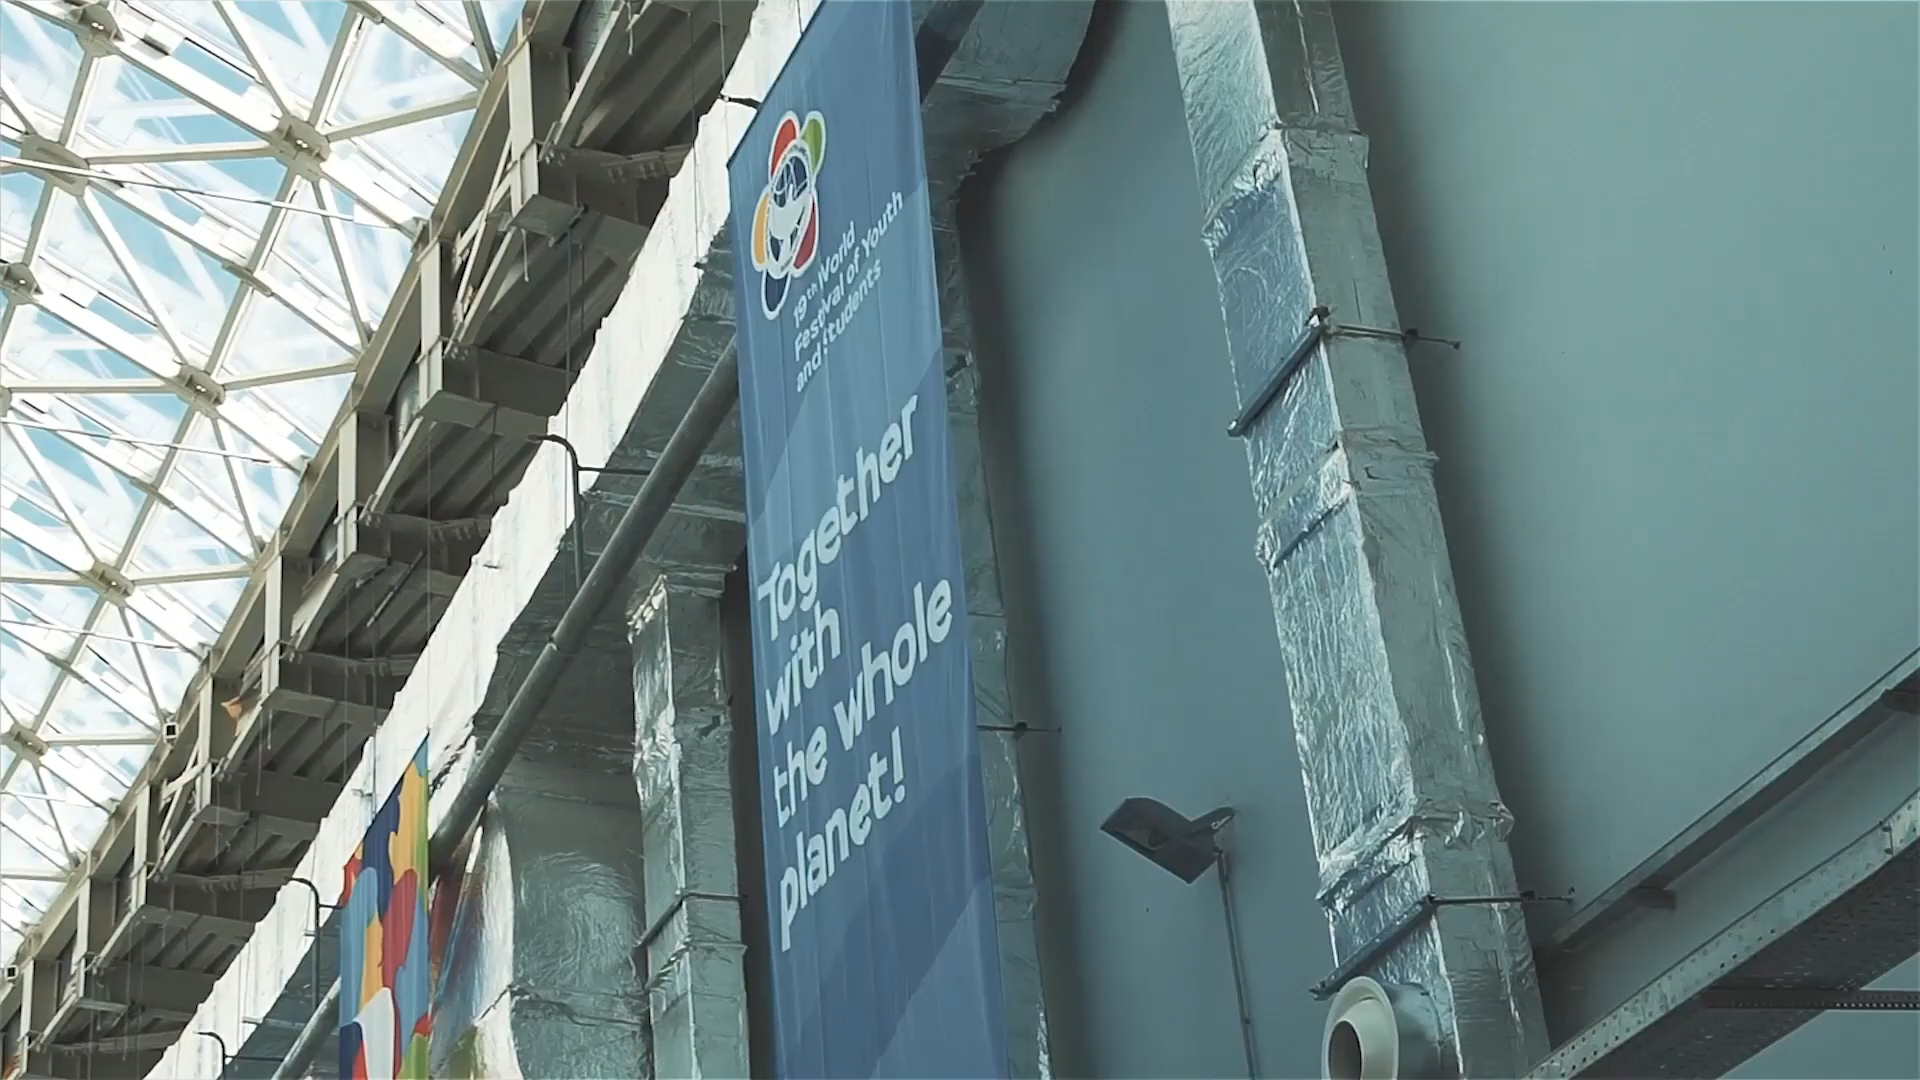 19th World
Festival of Youth
and Students
Together
with
the whole
planet!